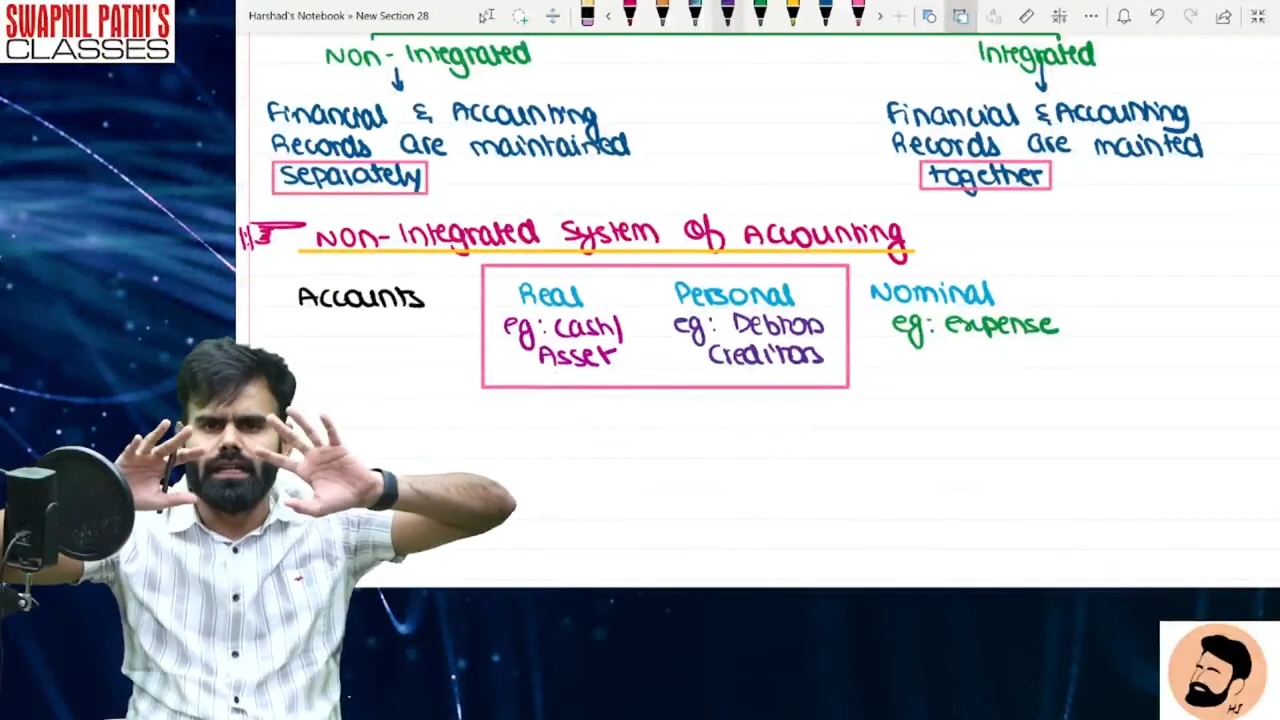 SWAPNIL PATNI'S
CLASSES
Harshad's Notebook » New Section 28
Non-Integrated
Integrated
Financial & Accounting
Records are maintained
separately
Financial & Accounting
Records are mainted
together
1) Non-Integrated System of Accounting
Accounts
Real
eg: Cash/
Asset
Personal
eg: Debtors
Creditors
Nominal
eg: expense
HJ